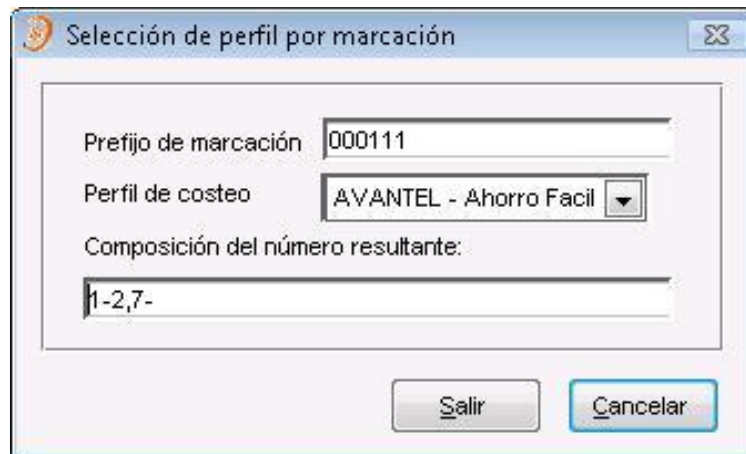 Selección de perfil por marcación
Prefijo de marcación 000111
Perfil de costeo AVANTEL - Ahorro Facil
Composición del número resultante:
1-2,7-
Salir Cancelar